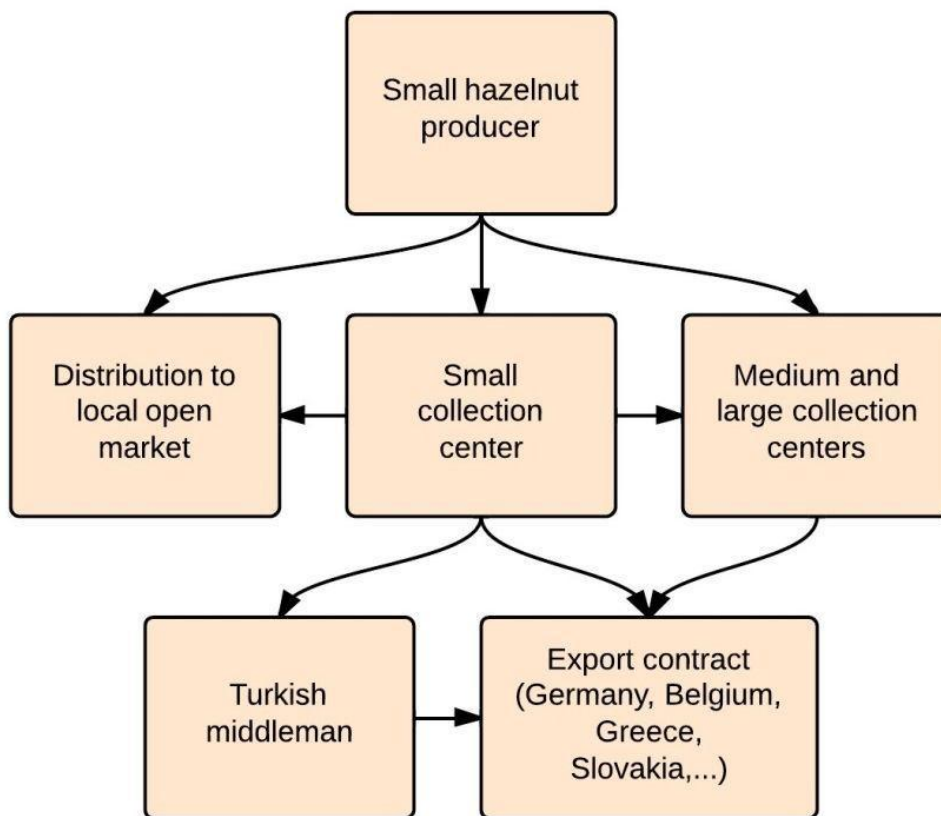 Small hazelnut
producer
Distribution to
local open
market
Small
collection
center
Medium and
large collection
centers
Turkish
middleman
Export contract
(Germany, Belgium,
Greece,
Slovakia,...)